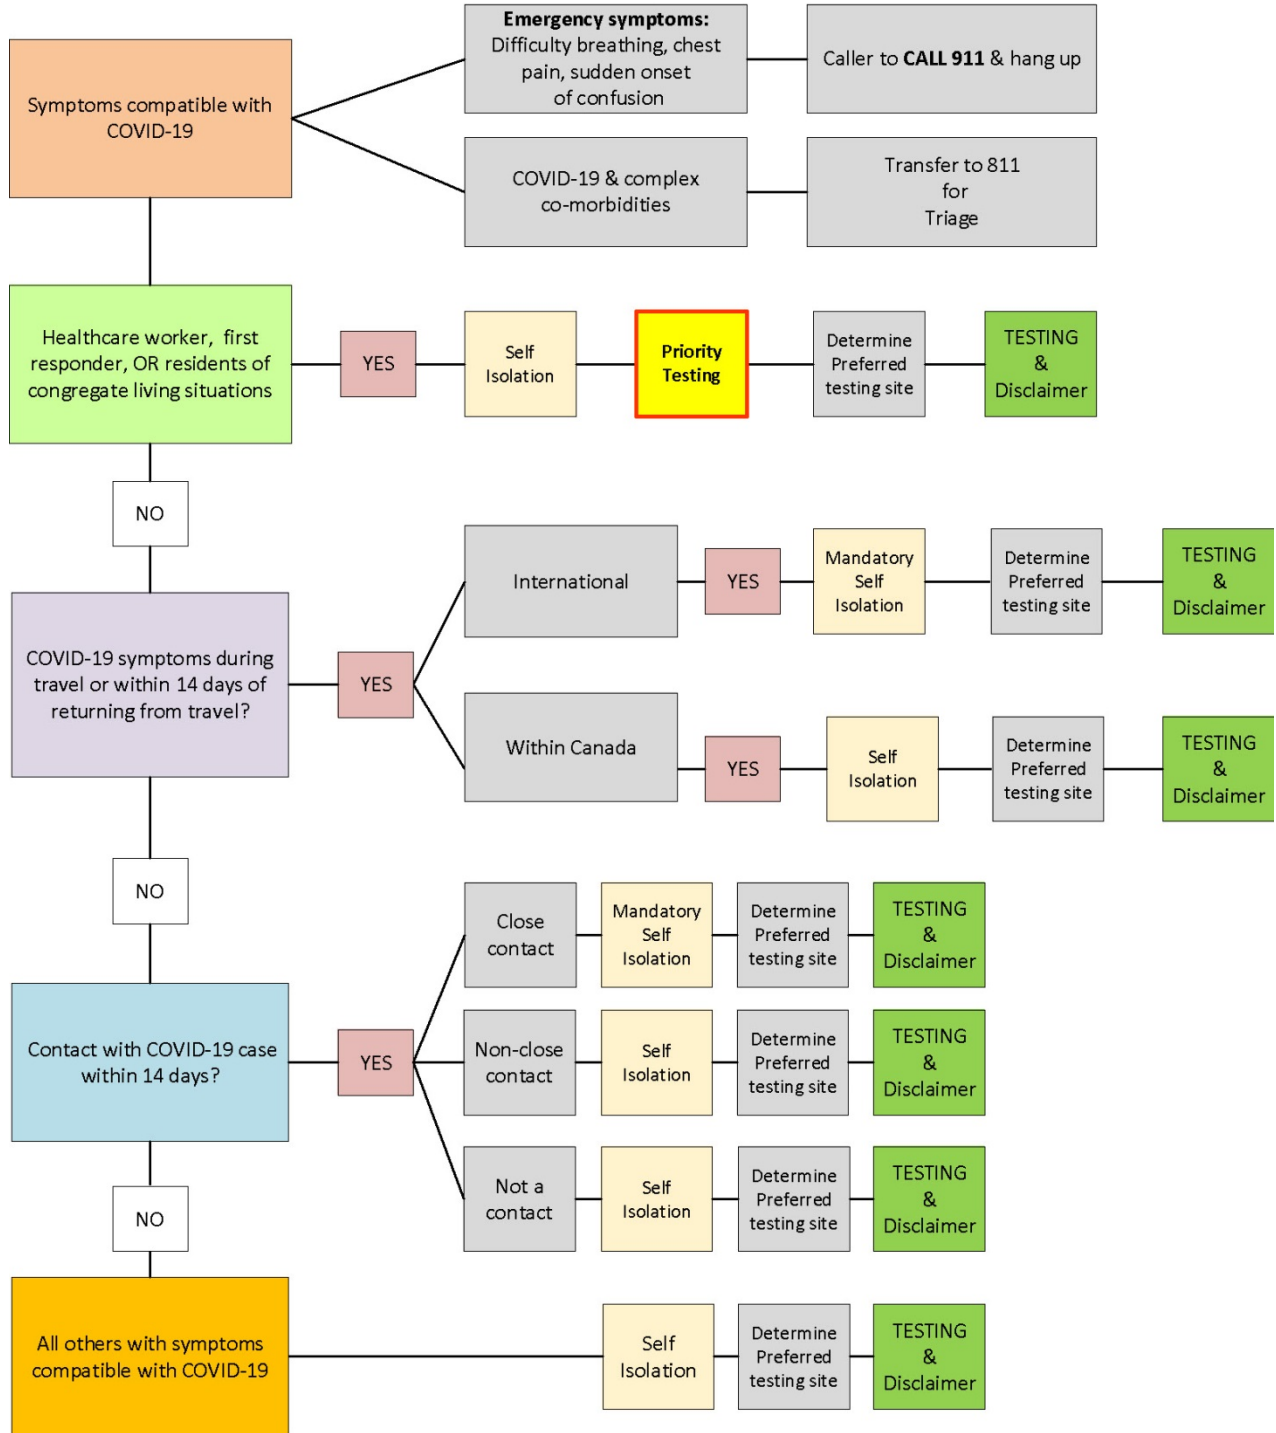 Emergency symptoms:
Difficulty breathing, chest
pain, sudden onset
of confusion
Caller to CALL 911 & hang up
Symptoms compatible with
COVID-19
COVID-19 & complex
co-morbidities
Transfer to 811
for
Triage
Healthcare worker, first
responder, OR residents of
congregate living situations
YES
Self
Isolation
Priority
Testing
Determine
Preferred
testing site
TESTING
&
Disclaimer
NO
COVID-19 symptoms during
travel or within 14 days of
returning from travel?
YES
International
YES
Mandatory
Self
Isolation
Determine
Preferred
testing site
TESTING
&
Disclaimer
Within Canada
YES
Self
Isolation
Determine
Preferred
testing site
TESTING
&
Disclaimer
NO
Contact with COVID-19 case
within 14 days?
YES
Close
contact
Mandatory
Self
Isolation
Determine
Preferred
testing site
TESTING
&
Disclaimer
Non-close
contact
Self
Isolation
Determine
Preferred
testing site
TESTING
&
Disclaimer
Not a
contact
Self
Isolation
Determine
Preferred
testing site
TESTING
&
Disclaimer
NO
All others with symptoms
compatible with COVID-19
Self
Isolation
Determine
Preferred
testing site
TESTING
&
Disclaimer